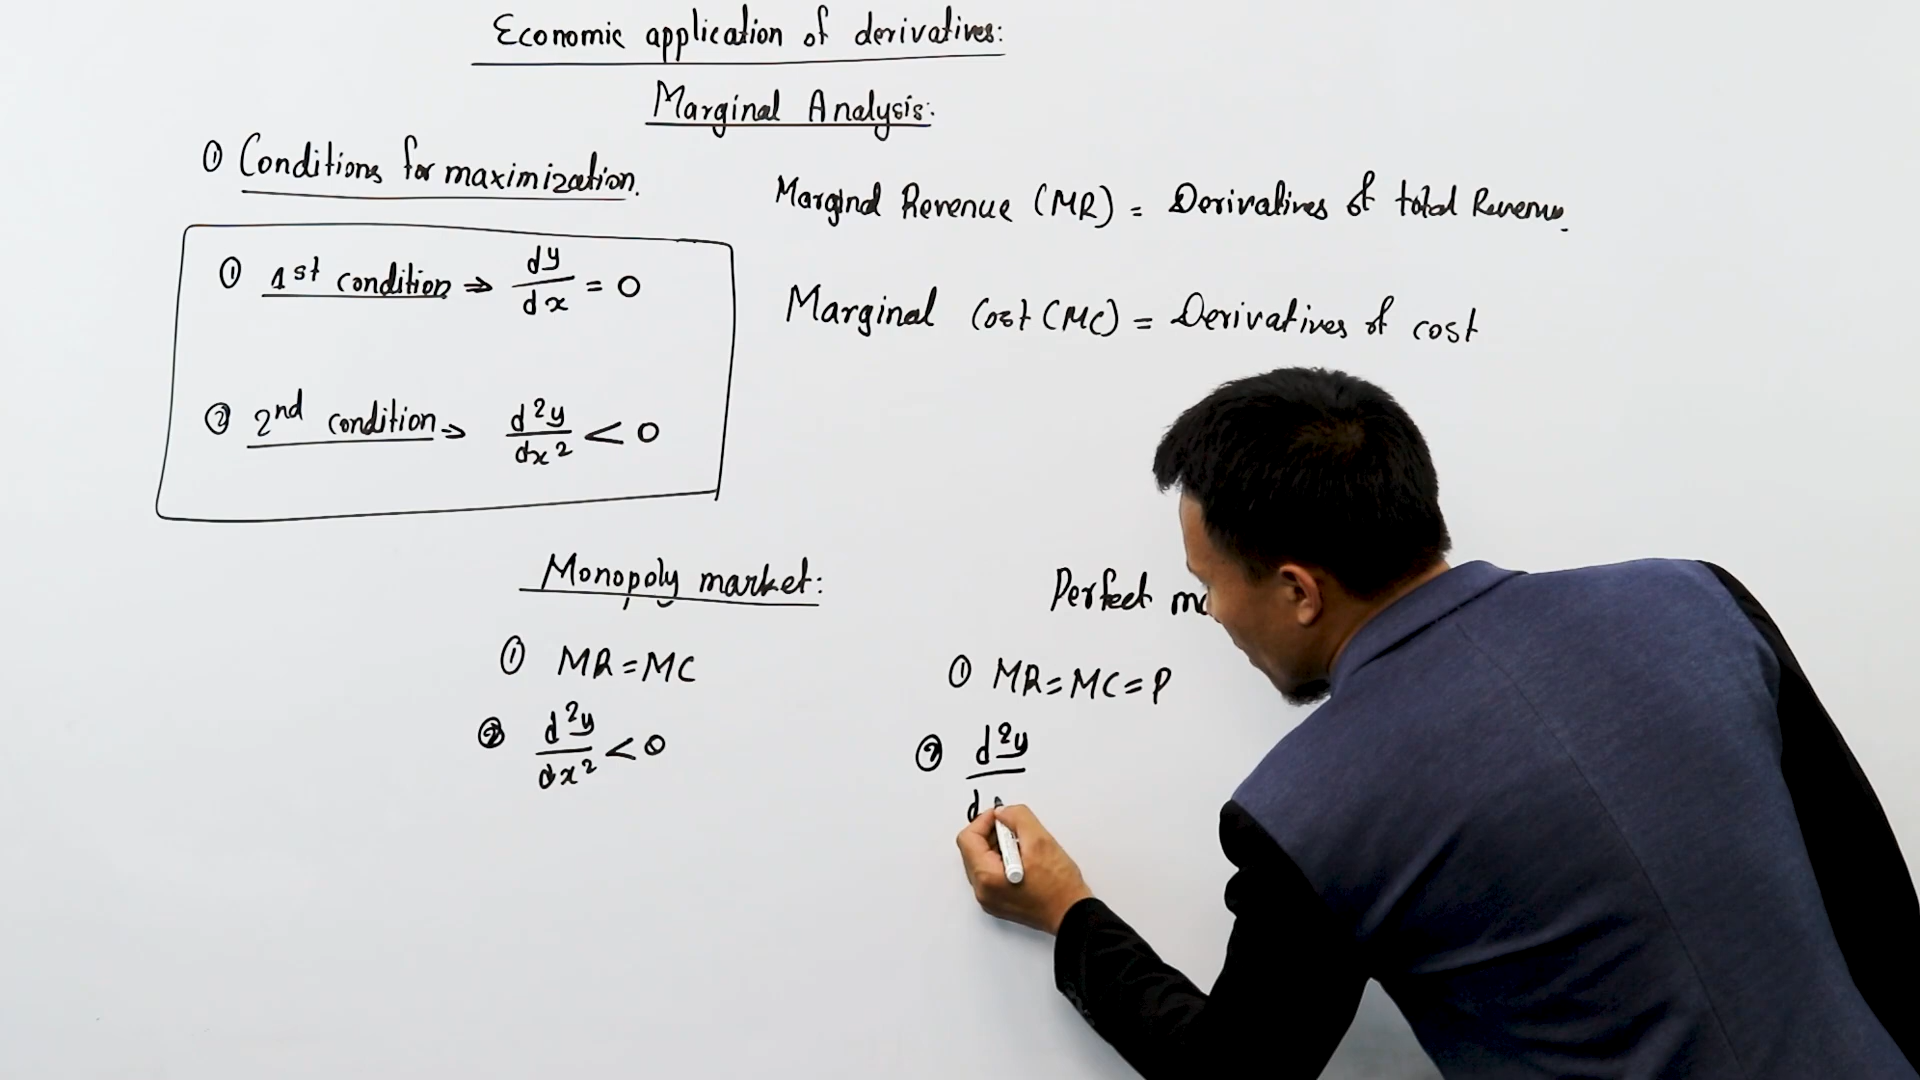 Economic application of derivatives:
Marginal Analysis:
① Conditions for maximization.
① 1st condition ⇒ dy/dx = 0
② 2nd condition ⇒ d²y/dx² < 0
Marginal Revenue (MR) = Derivatives of total Revenue.
Marginal Cost (MC) = Derivatives of cost
Monopoly market:
① MR = MC
② d²y/dx² < 0
Perfect
① MR = MC = P
② d²y/d